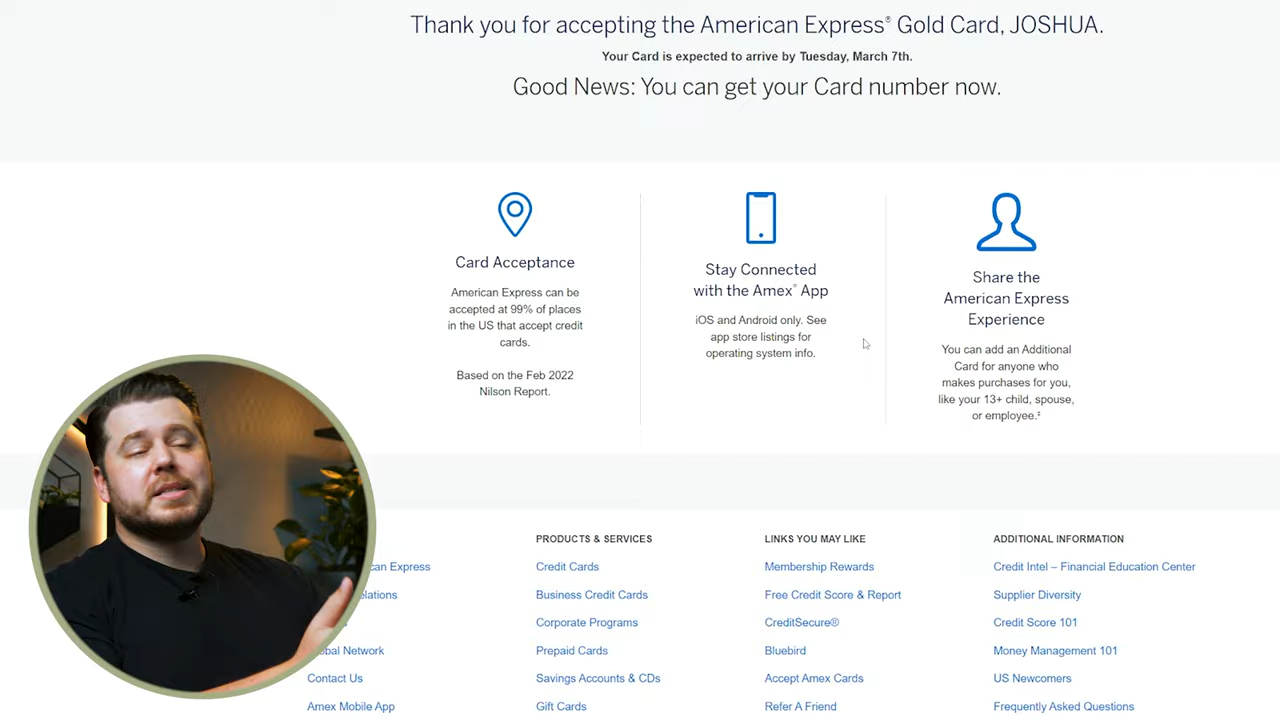 Thank you for accepting the American Express® Gold Card, JOSHUA.
Your Card is expected to arrive by Tuesday, March 7th.
Good News: You can get your Card number now.
Card Acceptance
American Express can be
accepted at 99% of places
in the US that accept credit
cards.
Based on the Feb 2022
Nilson Report.
Stay Connected
with the Amex® App
iOS and Android only. See
app store listings for
operating system info.
Share the
American Express
Experience
You can add an Additional
Card for anyone who
makes purchases for you,
like your 13+ child, spouse,
or employee.‡
Express
Network
Contact Us
Amex Mobile App
PRODUCTS & SERVICES
Credit Cards
Business Credit Cards
Corporate Programs
Prepaid Cards
Savings Accounts & CDs
Gift Cards
LINKS YOU MAY LIKE
Membership Rewards
Free Credit Score & Report
CreditSecure®
Bluebird
Accept Amex Cards
Refer A Friend
ADDITIONAL INFORMATION
Credit Intel – Financial Education Center
Supplier Diversity
Credit Score 101
Money Management 101
US Newcomers
Frequently Asked Questions